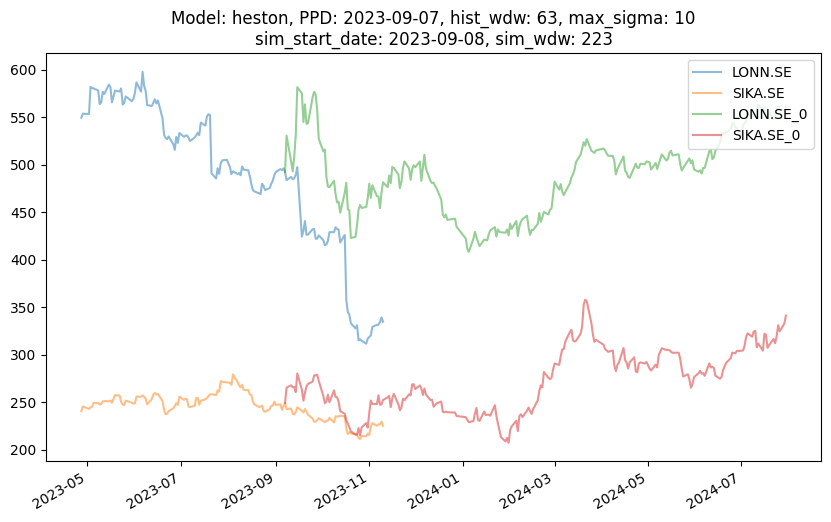 Model: heston, PPD: 2023-09-07, hist_wdw: 63, max_sigma: 10
sim_start_date: 2023-09-08, sim_wdw: 223
LONN.SE
SIKA.SE
LONN.SE_0
SIKA.SE_0
600
550
500
450
400
350
300
250
200
2023-05
2023-07
2023-09
2023-11
2024-01
2024-03
2024-05
2024-07